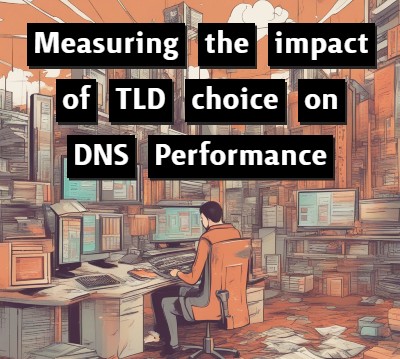 Measuring the impact
of TLD choice on
DNS Performance